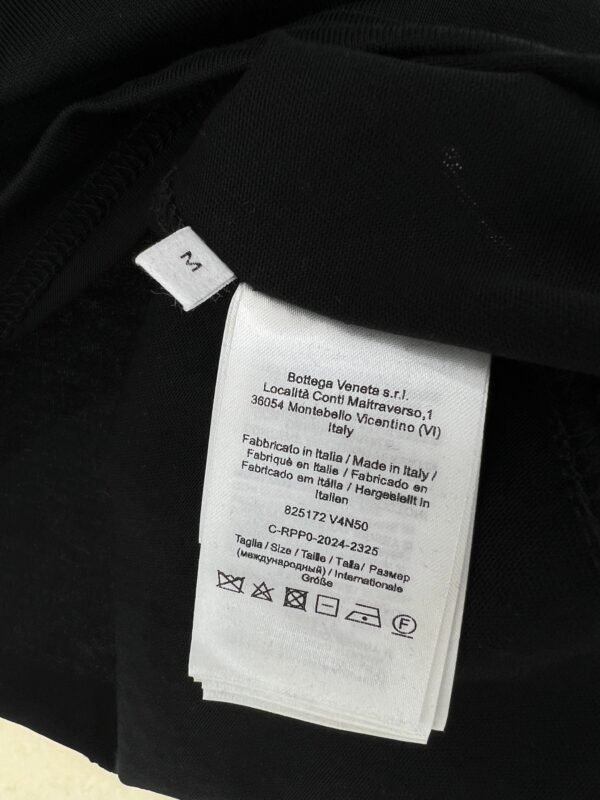 M
Bottega Veneta s.r.l.
Località Conti Maltraverso,1
36054 Montebello Vicentino (VI)
Italy
Fabbricato in Italia / Made in Italy /
Fabriqué en Italie / Fabricado en
Fabricado em Itália / Hergestellt in
Italien
825172 V4N50
C-RPP0-2024-2325
Taglia / Size / Taille / Talla / Размер
(международный) / Internationale
Größe
F